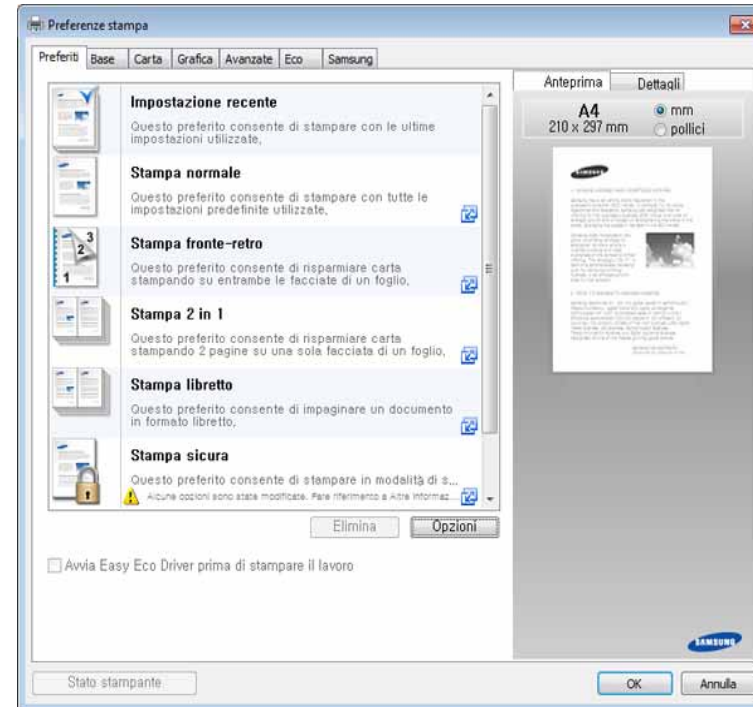 Preferenze stampa
Preferiti Base Carta Grafica Avanzate Eco Samsung
Impostazione recente
Questo preferito consente di stampare con le ultime
impostazioni utilizzate,
Stampa normale
Questo preferito consente di stampare con tutte le
impostazioni predefinite utilizzate,
Stampa fronte-retro
Questo preferito consente di risparmiare carta
stampando su entrambe le facciate di un foglio,
Stampa 2 in 1
Questo preferito consente di risparmiare carta
stampando 2 pagine su una sola facciata di un foglio,
Stampa libretto
Questo preferito consente di impaginare un documento
in formato libretto,
Stampa sicura
Questo preferito consente di stampare in modalità di s...
Alcune opzioni sono state modificate. Fare riferimento a Altre Informaz...
Elimina Opzioni
Avvia Easy Eco Driver prima di stampare il lavoro
Stato stampante
Anteprima Dettagli
A4
210 x 297 mm
mm
pollici
SAMSUNG
SAMSUNG
OK Annulla
1
2
3